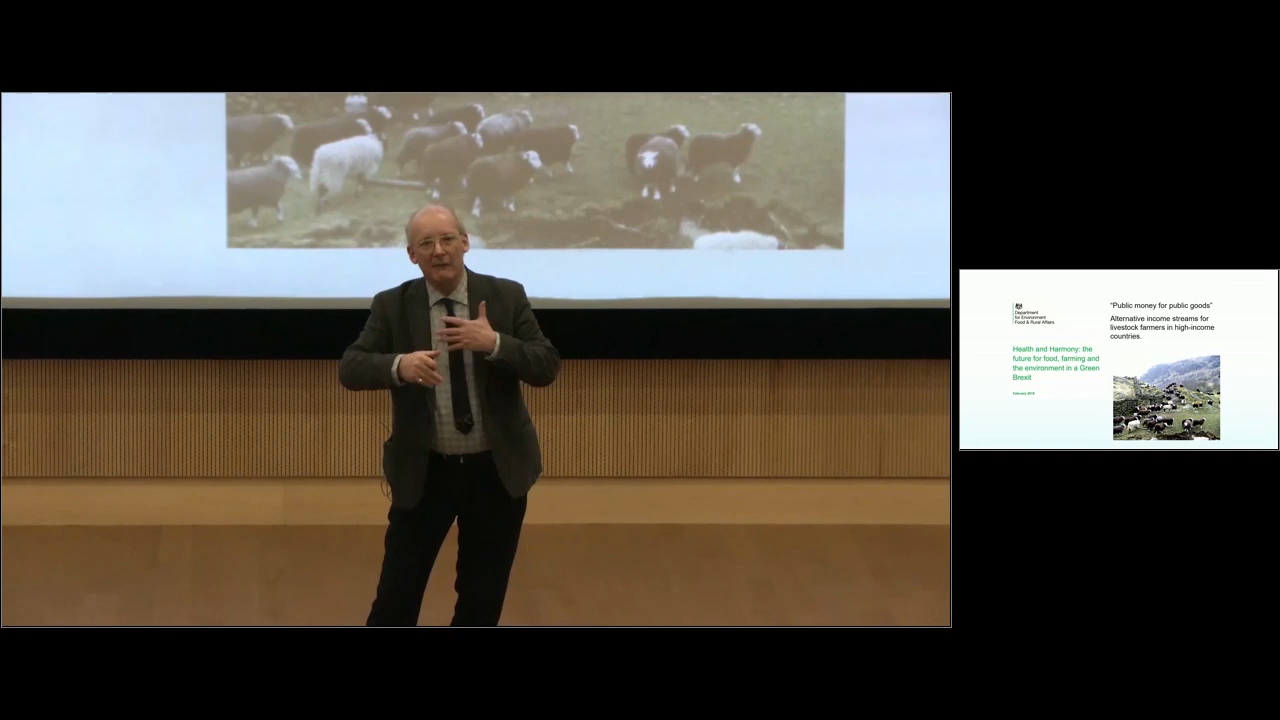 Department
for Environment
Food & Rural Affairs
Health and Harmony: the
future for food, farming and
the environment in a Green
Brexit
February 2018
“Public money for public goods”
Alternative income streams for
livestock farmers in high-income
countries.